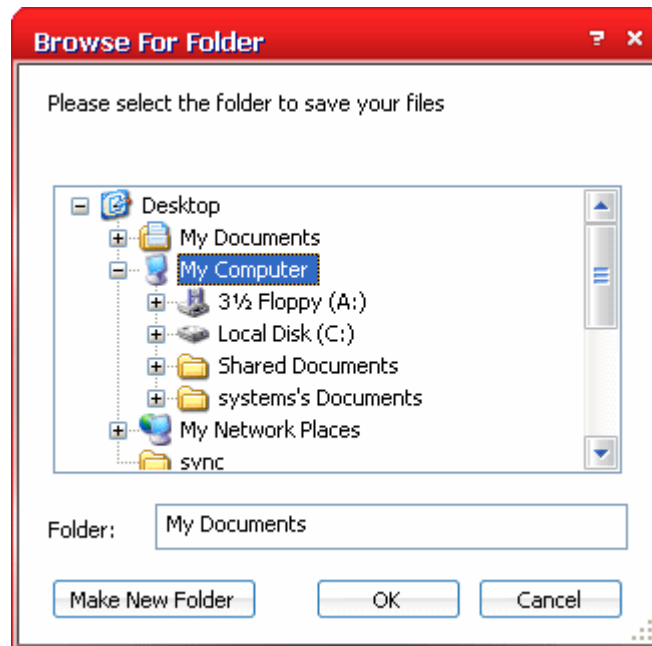 Browse For Folder
Please select the folder to save your files
Desktop
My Documents
My Computer
3½ Floppy (A:)
Local Disk (C:)
Shared Documents
systems's Documents
My Network Places
sync
Folder: My Documents
Make New Folder OK Cancel